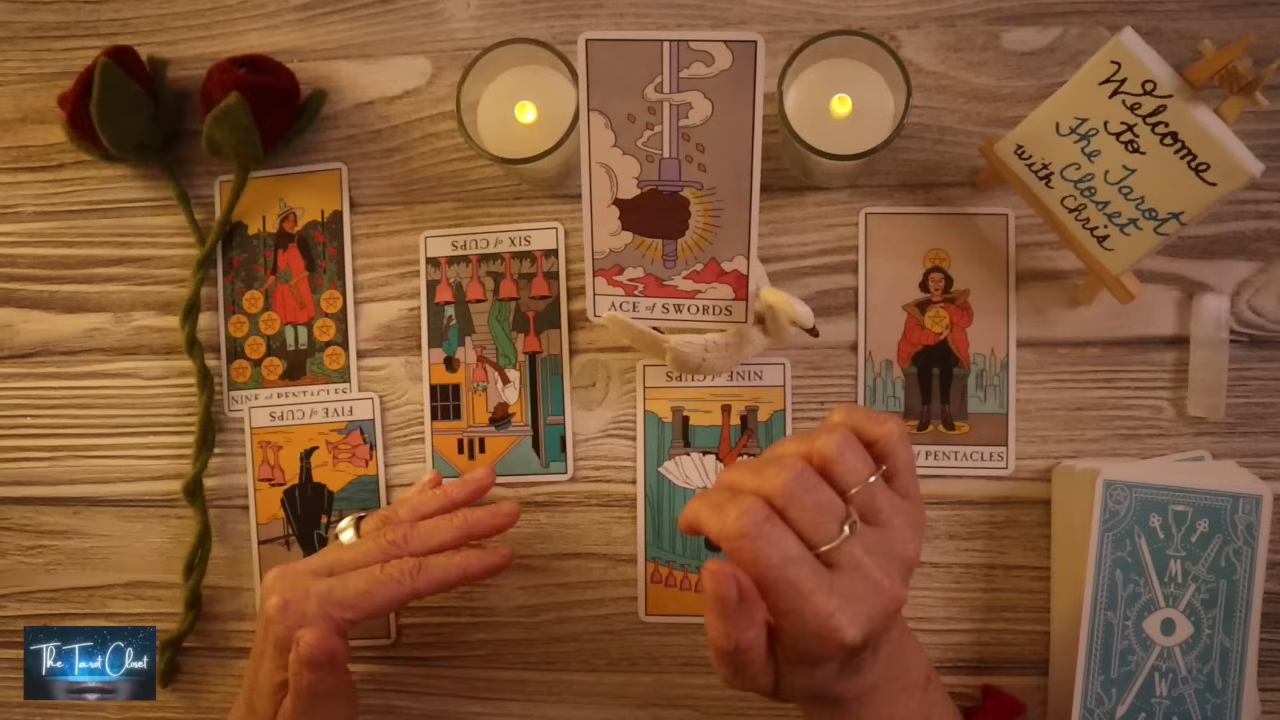 ACE of SWORDS
Welcome
to
The Tarot
Closet
with Chris
SIX of CUPS
NINE of PENTACLES
FIVE of CUPS
NINE of CUPS
of PENTACLES
M
W
The Tarot Closet